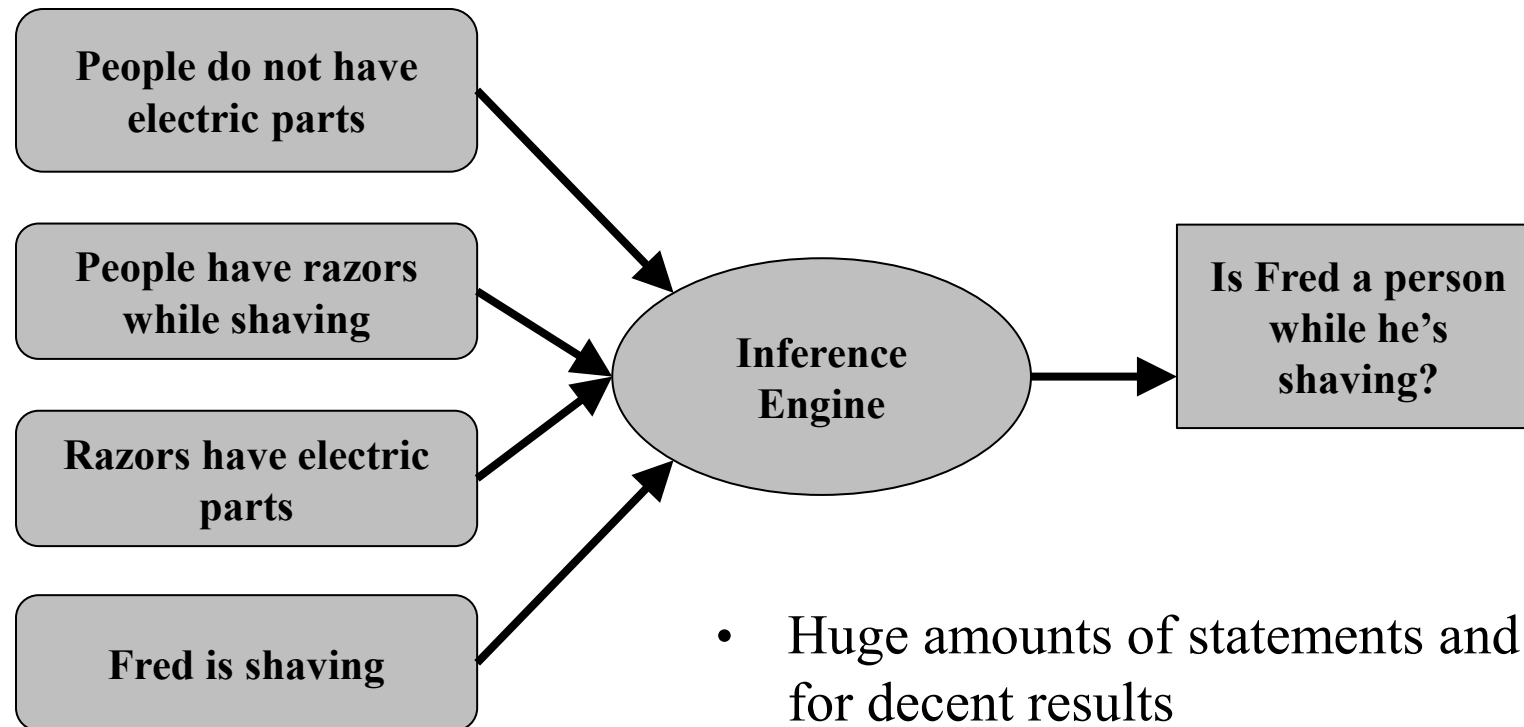 People do not have
electric parts
People have razors
while shaving
Razors have electric
parts
Fred is shaving
Inference
Engine
Is Fred a person
while he’s
shaving?
• Huge amounts of statements and
for decent results